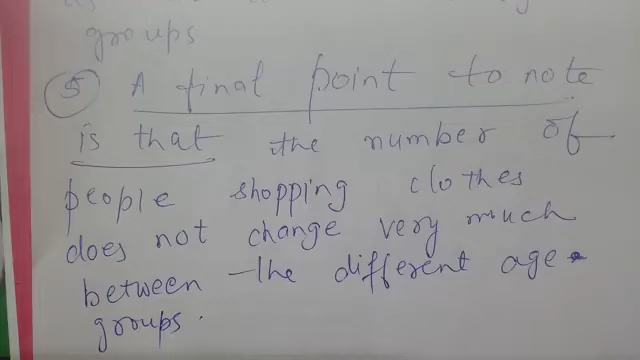 groups
5 A final point to note
is that the number of
people shopping clothes
does not change very much
between the different age
groups.